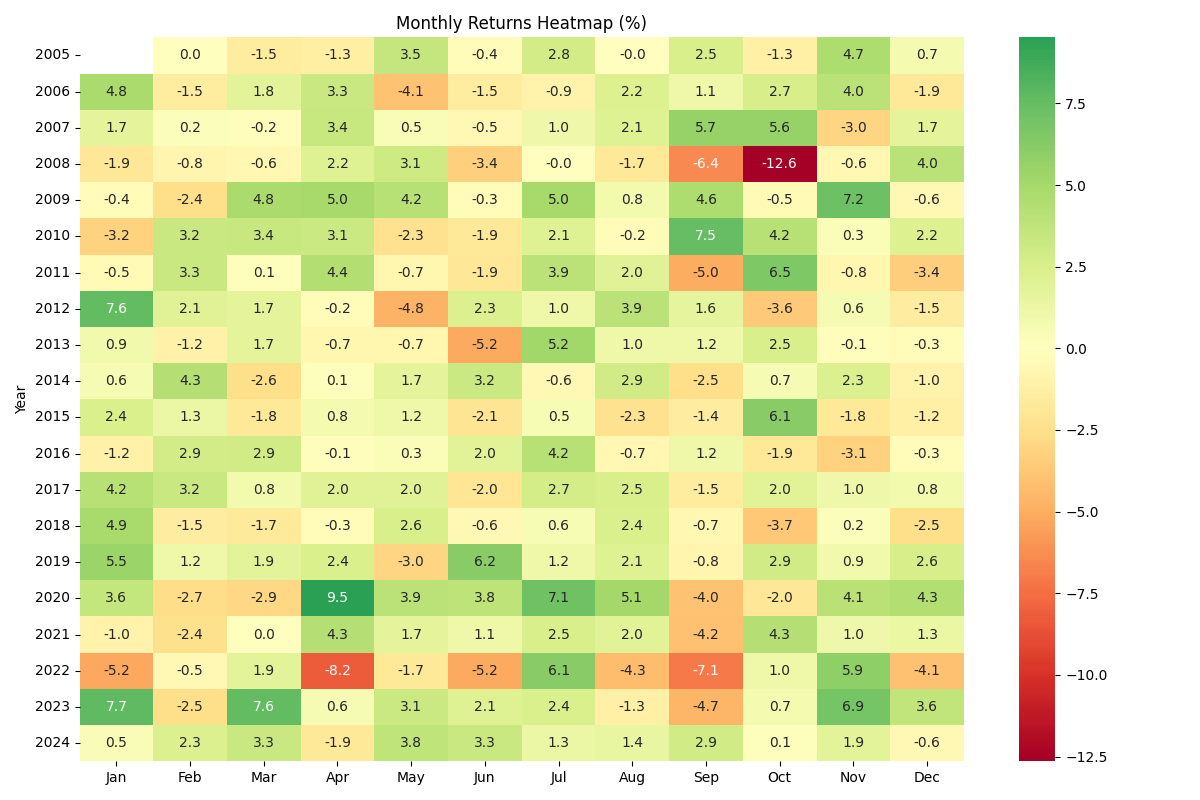 Monthly Returns Heatmap (%)
Year
2005 0.0 -1.5 -1.3 3.5 -0.4 2.8 -0.0 2.5 -1.3 4.7 0.7
2006 4.8 -1.5 1.8 3.3 -4.1 -1.5 -0.9 2.2 1.1 2.7 4.0 -1.9
2007 1.7 0.2 -0.2 3.4 0.5 -0.5 1.0 2.1 5.7 5.6 -3.0 1.7
2008 -1.9 -0.8 -0.6 2.2 3.1 -3.4 -0.0 -1.7 -6.4 -12.6 -0.6 4.0
2009 -0.4 -2.4 4.8 5.0 4.2 -0.3 5.0 0.8 4.6 -0.5 7.2 -0.6
2010 -3.2 3.2 3.4 3.1 -2.3 -1.9 2.1 -0.2 7.5 4.2 0.3 2.2
2011 -0.5 3.3 0.1 4.4 -0.7 -1.9 3.9 2.0 -5.0 6.5 -0.8 -3.4
2012 7.6 2.1 1.7 -0.2 -4.8 2.3 1.0 3.9 1.6 -3.6 0.6 -1.5
2013 0.9 -1.2 1.7 -0.7 -0.7 -5.2 5.2 1.0 1.2 2.5 -0.1 -0.3
2014 0.6 4.3 -2.6 0.1 1.7 3.2 -0.6 2.9 -2.5 0.7 2.3 -1.0
2015 2.4 1.3 -1.8 0.8 1.2 -2.1 0.5 -2.3 -1.4 6.1 -1.8 -1.2
2016 -1.2 2.9 2.9 -0.1 0.3 2.0 4.2 -0.7 1.2 -1.9 -3.1 -0.3
2017 4.2 3.2 0.8 2.0 2.0 -2.0 2.7 2.5 -1.5 2.0 1.0 0.8
2018 4.9 -1.5 -1.7 -0.3 2.6 -0.6 0.6 2.4 -0.7 -3.7 0.2 -2.5
2019 5.5 1.2 1.9 2.4 -3.0 6.2 1.2 2.1 -0.8 2.9 0.9 2.6
2020 3.6 -2.7 -2.9 9.5 3.9 3.8 7.1 5.1 -4.0 -2.0 4.1 4.3
2021 -1.0 -2.4 0.0 4.3 1.7 1.1 2.5 2.0 -4.2 4.3 1.0 1.3
2022 -5.2 -0.5 1.9 -8.2 -1.7 -5.2 6.1 -4.3 -7.1 1.0 5.9 -4.1
2023 7.7 -2.5 7.6 0.6 3.1 2.1 2.4 -1.3 -4.7 0.7 6.9 3.6
2024 0.5 2.3 3.3 -1.9 3.8 3.3 1.3 1.4 2.9 0.1 1.9 -0.6
Jan Feb Mar Apr May Jun Jul Aug Sep Oct Nov Dec
7.5
5.0
2.5
0.0
−2.5
−5.0
−7.5
−10.0
−12.5